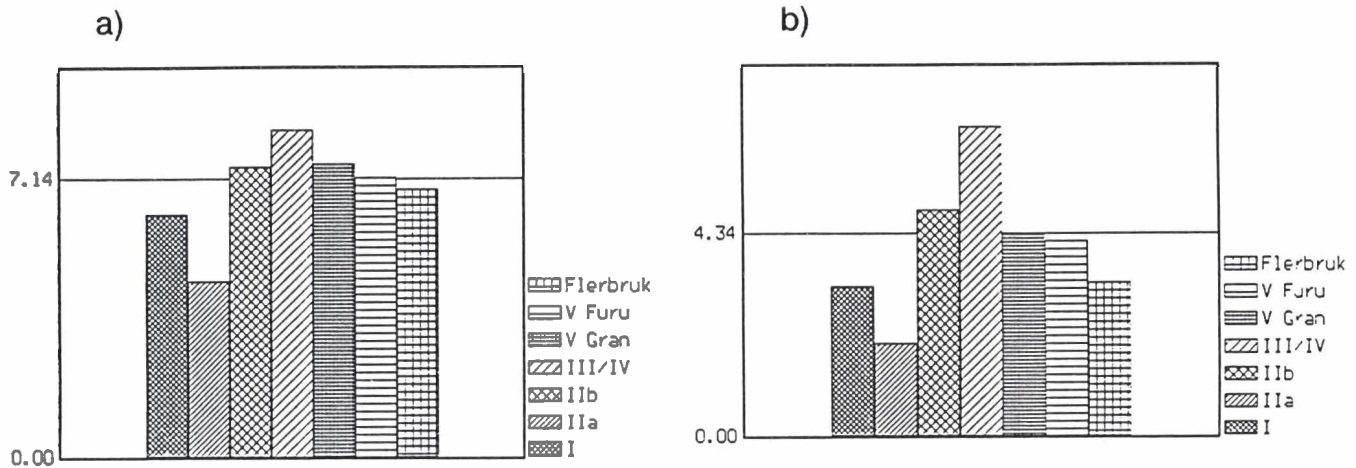 a)
7.14
0.00
Flerbruk
V Furu
V Gran
III/IV
IIb
IIa
I
b)
4.34
0.00
Flerbruk
V Furu
V Gran
III/IV
IIb
IIa
I